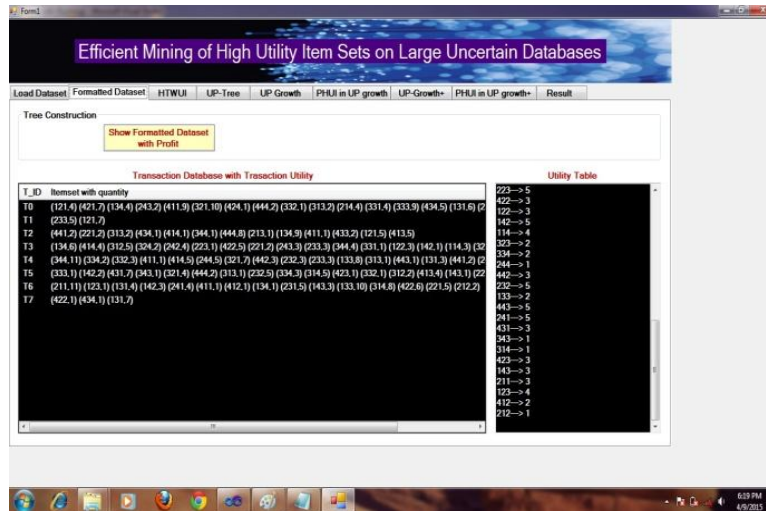 Form1
Efficient Mining of High Utility Item Sets on Large Uncertain Databases
Load Dataset Formatted Dataset HTWUI UP-Tree UP Growth PHUI in UP growth UP-Growth+ PHUI in UP growth+ Result
Tree Construction
Show Formatted Dataset
with Profit
Transaction Database with Trasaction Utility
Utility Table
T_ID Itemset with quantity
T0 (121,4) (421,7) (134,4) (243,2) (411,9) (321,10) (424,1) (444,2) (332,1) (313,2) (214,4) (331,4) (333,9) (434,5) (131,6) (2
T1 (233,5) (121,7)
T2 (441,2) (221,2) (313,2) (434,1) (414,1) (344,1) (444,8) (213,1) (134,9) (411,1) (433,2) (121,5) (413,5)
T3 (134,6) (414,4) (312,5) (324,2) (242,4) (223,1) (422,5) (221,2) (243,3) (233,3) (344,4) (331,1) (122,3) (142,1) (114,3) (32
T4 (344,11) (334,2) (332,3) (411,1) (414,5) (244,5) (321,7) (442,3) (232,3) (233,3) (133,8) (313,1) (443,1) (131,3) (441,2) (2
T5 (333,1) (142,2) (431,7) (343,1) (321,4) (444,2) (313,1) (232,5) (334,3) (314,5) (423,1) (332,1) (312,2) (413,4) (143,1) (22
T6 (211,11) (123,1) (131,4) (142,3) (241,4) (411,1) (412,1) (134,1) (231,5) (143,3) (133,10) (314,8) (422,6) (221,5) (212,2)
T7 (422,1) (434,1) (131,7)
223---> 5
422---> 3
122---> 3
142---> 5
114---> 4
323---> 2
334---> 2
244---> 1
442---> 3
232---> 5
133---> 2
443---> 5
241---> 5
431---> 3
343---> 1
314---> 1
423---> 3
143---> 3
211---> 3
123---> 4
412---> 2
212---> 1
6:19 PM
4/9/2015